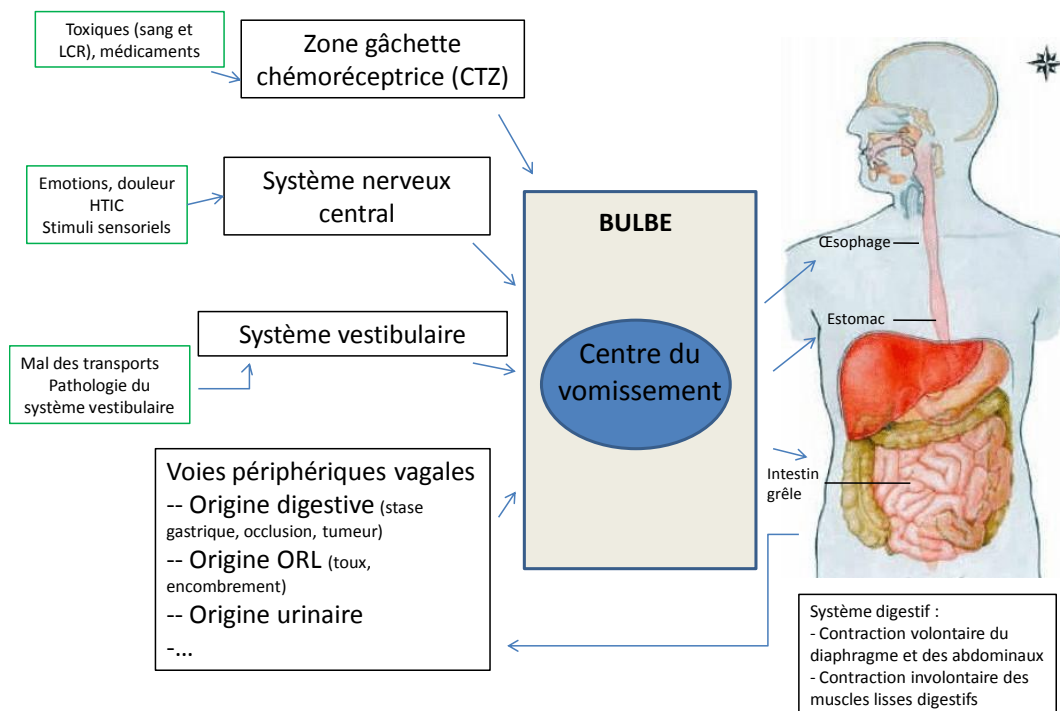 Toxiques (sang et
LCR), médicaments
Zone gâchette
chémoréceptrice (CTZ)
Emotions, douleur
HTIC
Stimuli sensoriels
Système nerveux
central
BULBE
Œsophage
Système vestibulaire
Estomac
Mal des transports
Pathologie du
système vestibulaire
Centre du
vomissement
Voies périphériques vagales
-- Origine digestive (stase
gastrique, occlusion, tumeur)
-- Origine ORL (toux,
encombrement)
-- Origine urinaire
-...
Intestin
grêle
Système digestif :
- Contraction volontaire du
diaphragme et des abdominaux
- Contraction involontaire des
muscles lisses digestifs